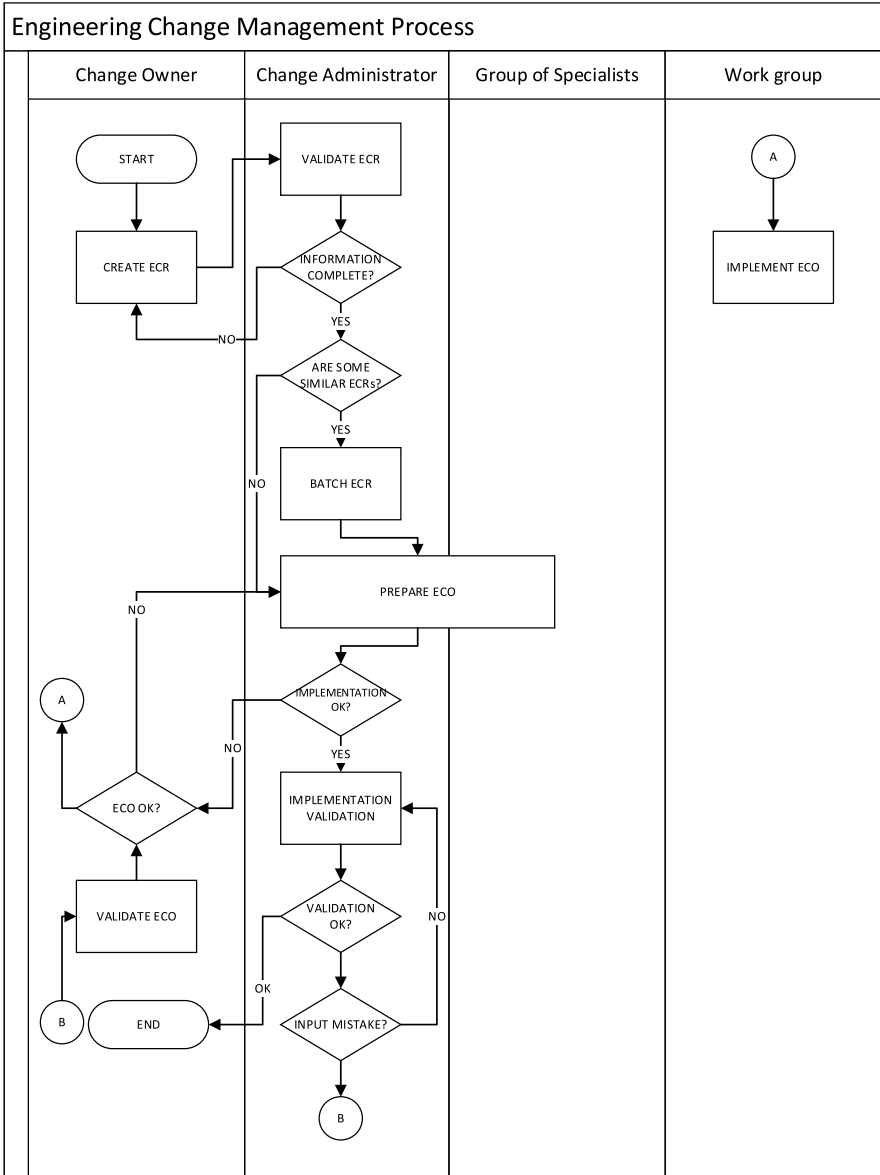 Engineering Change Management Process
Change Owner
Change Administrator
Group of Specialists
Work group
START
VALIDATE ECR
A
CREATE ECR
INFORMATION
COMPLETE?
IMPLEMENT ECO
YES
NO
ARE SOME
SIMILAR ECRs?
YES
NO
BATCH ECR
PREPARE ECO
NO
A
IMPLEMENTATION
OK?
NO
YES
ECO OK?
IMPLEMENTATION
VALIDATION
VALIDATE ECO
VALIDATION
OK?
NO
OK
B
END
INPUT MISTAKE?
B